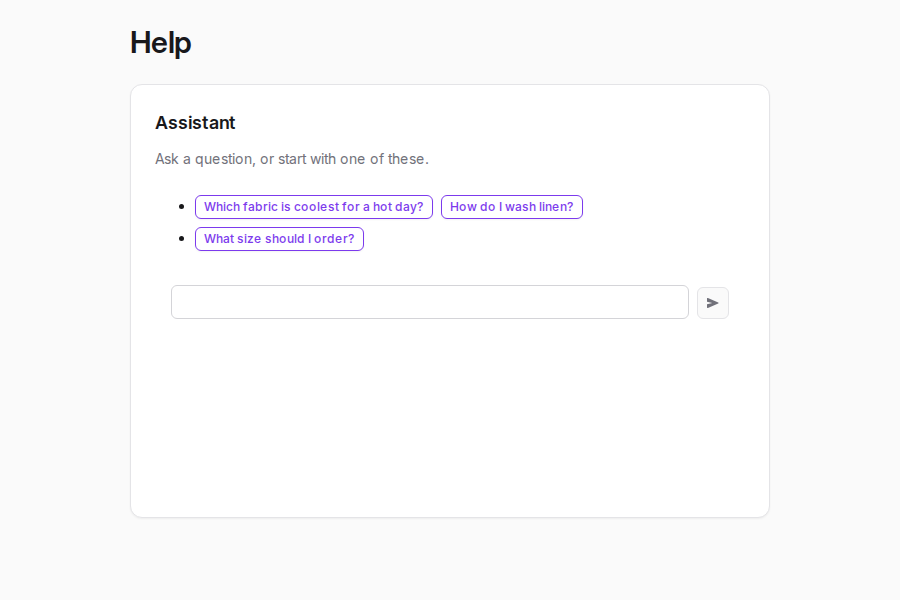 Help
Assistant
Ask a question, or start with one of these.
Which fabric is coolest for a hot day? How do I wash linen?
What size should I order?